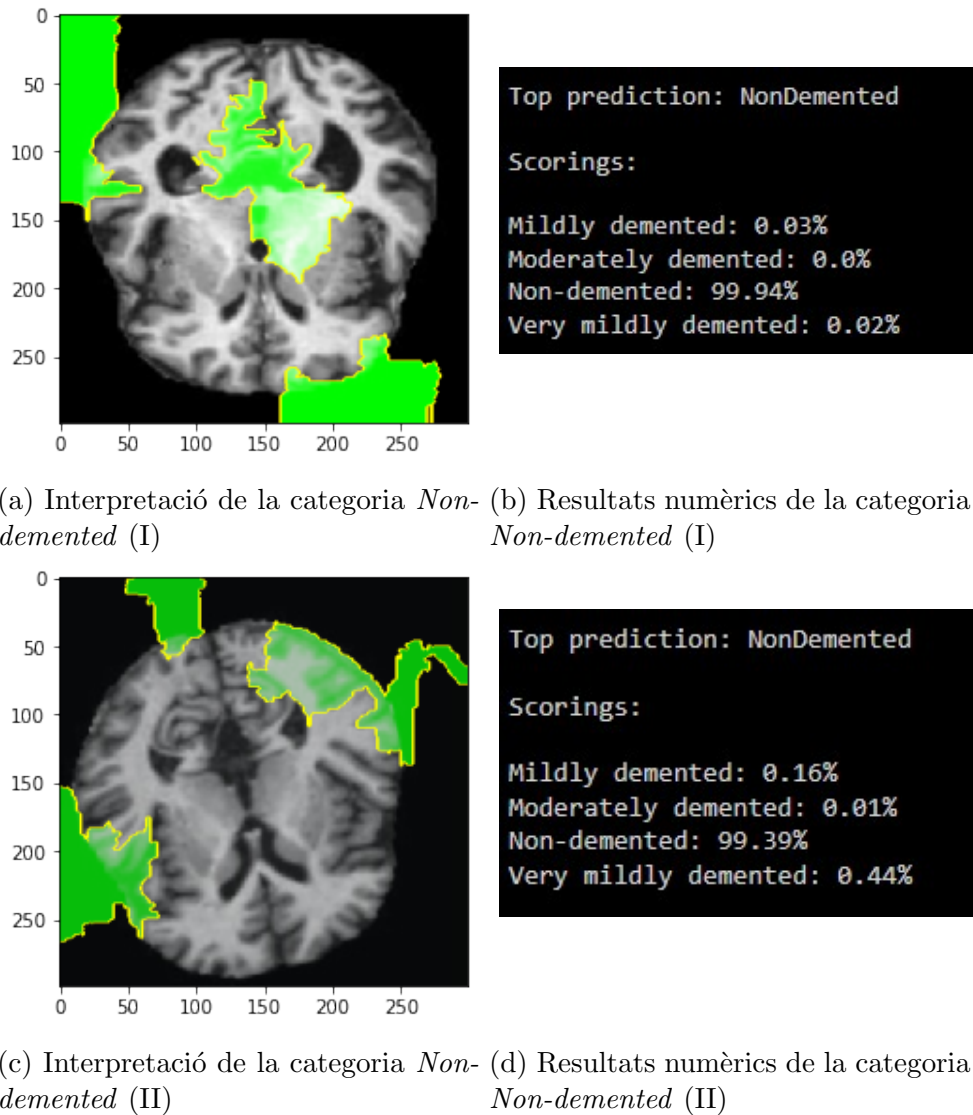 0
50
100
150
200
250
0 50 100 150 200 250
Top prediction: NonDemented
Scorings:
Mildly demented: 0.03%
Moderately demented: 0.0%
Non-demented: 99.94%
Very mildly demented: 0.02%
(a) Interpretació de la categoria Non-
demented (I)
(b) Resultats numèrics de la categoria
Non-demented (I)
0
50
100
150
200
250
0 50 100 150 200 250
Top prediction: NonDemented
Scorings:
Mildly demented: 0.16%
Moderately demented: 0.01%
Non-demented: 99.39%
Very mildly demented: 0.44%
(c) Interpretació de la categoria Non-
demented (II)
(d) Resultats numèrics de la categoria
Non-demented (II)